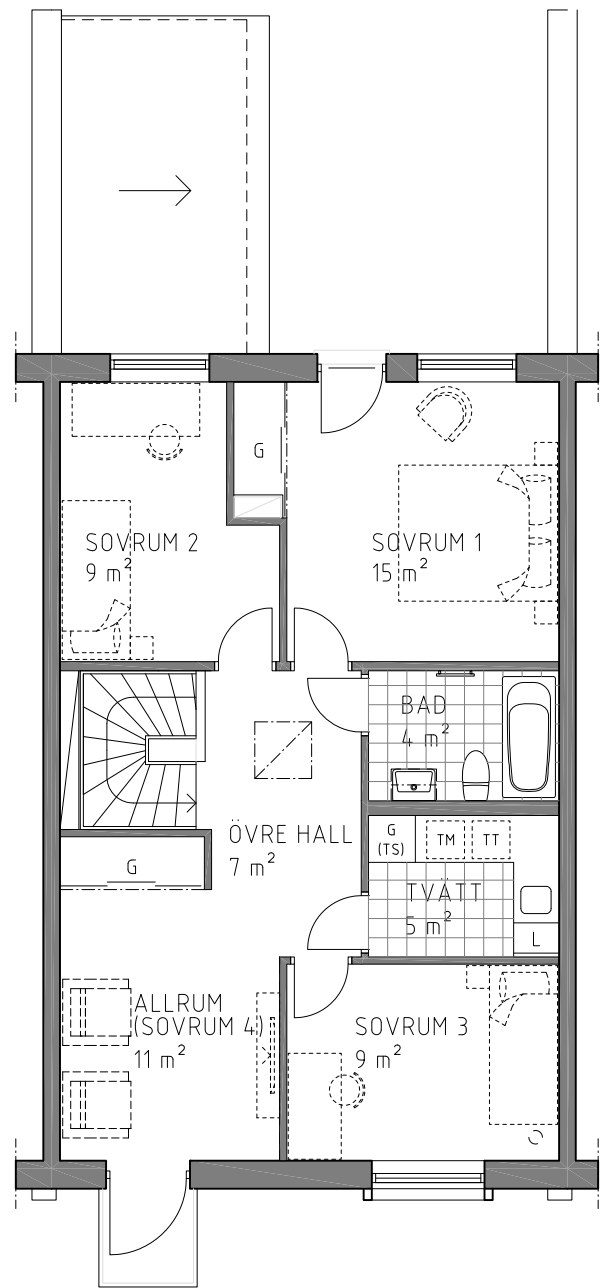 G
SOVRUM 2
9 m²
SOVRUM 1
15 m²
BAD
4 m²
ÖVRE HALL
7 m²
G
(TS)
TM
TT
G
TVÄTT
5 m²
L
ALLRUM
(SOVRUM 4)
11 m²
SOVRUM 3
9 m²